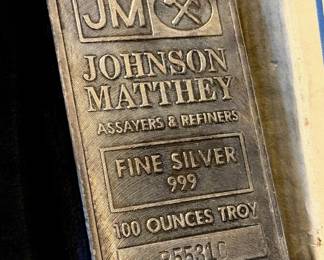 JM
JOHNSON
MATTHEY
ASSAYERS & REFINERS
FINE SILVER
999
100 OUNCES TROY